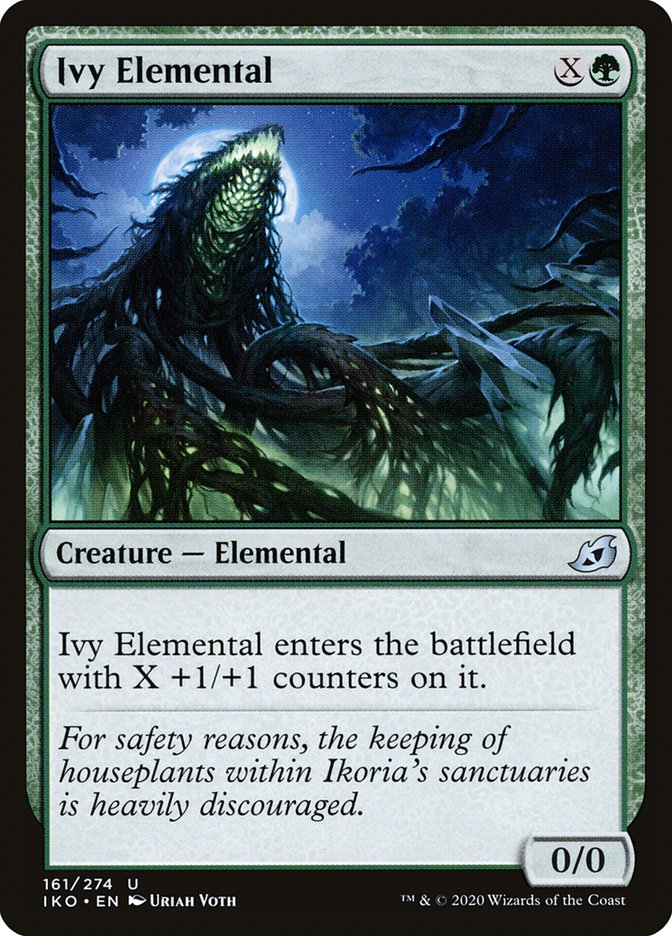 Ivy Elemental X
Creature — Elemental
Ivy Elemental enters the battlefield
with X +1/+1 counters on it.
For safety reasons, the keeping of
houseplants within Ikoria's sanctuaries
is heavily discouraged.
0/0
161/274 U
IKO • EN Uriah Voth ™ & © 2020 Wizards of the Coast